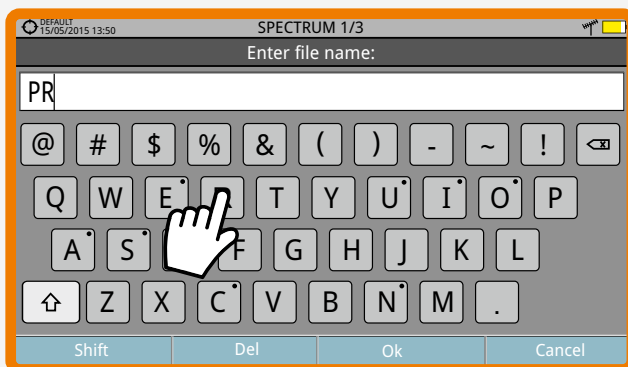 DEFAULT
15/05/2015 13:50 SPECTRUM 1/3
Enter file name:
PR
@ # $ % & ( ) - ~ !
Q W E T Y U I O P
A S F G H J K L
Z X C V B N M .
Shift Del Ok Cancel